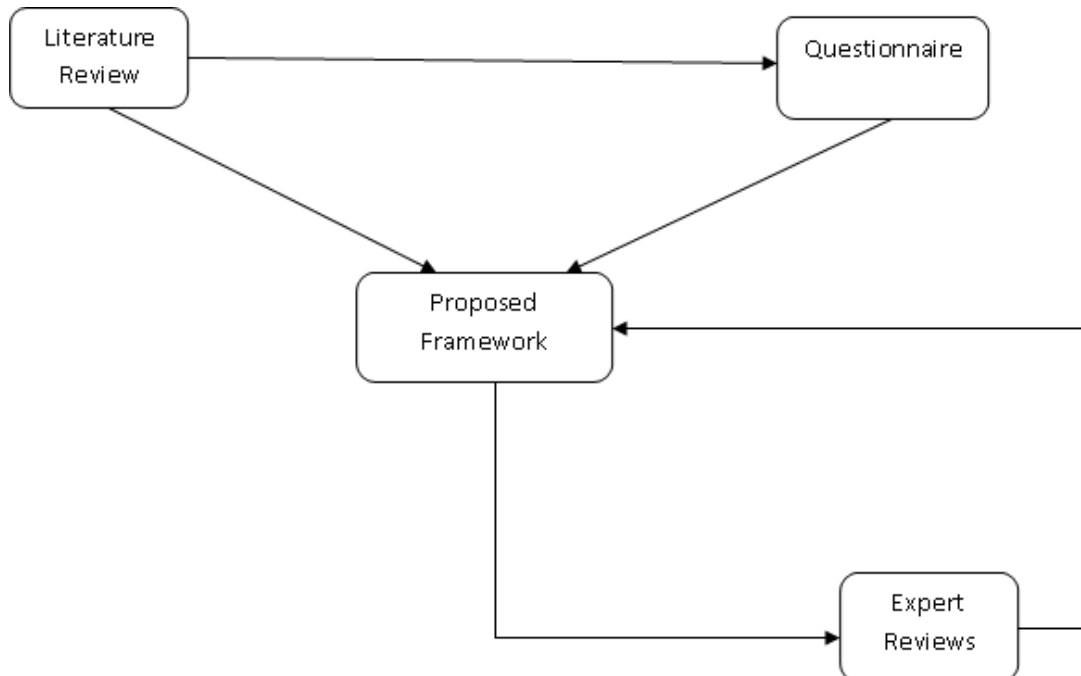 Literature
Review
Questionnaire
Proposed
Framework
Expert
Reviews